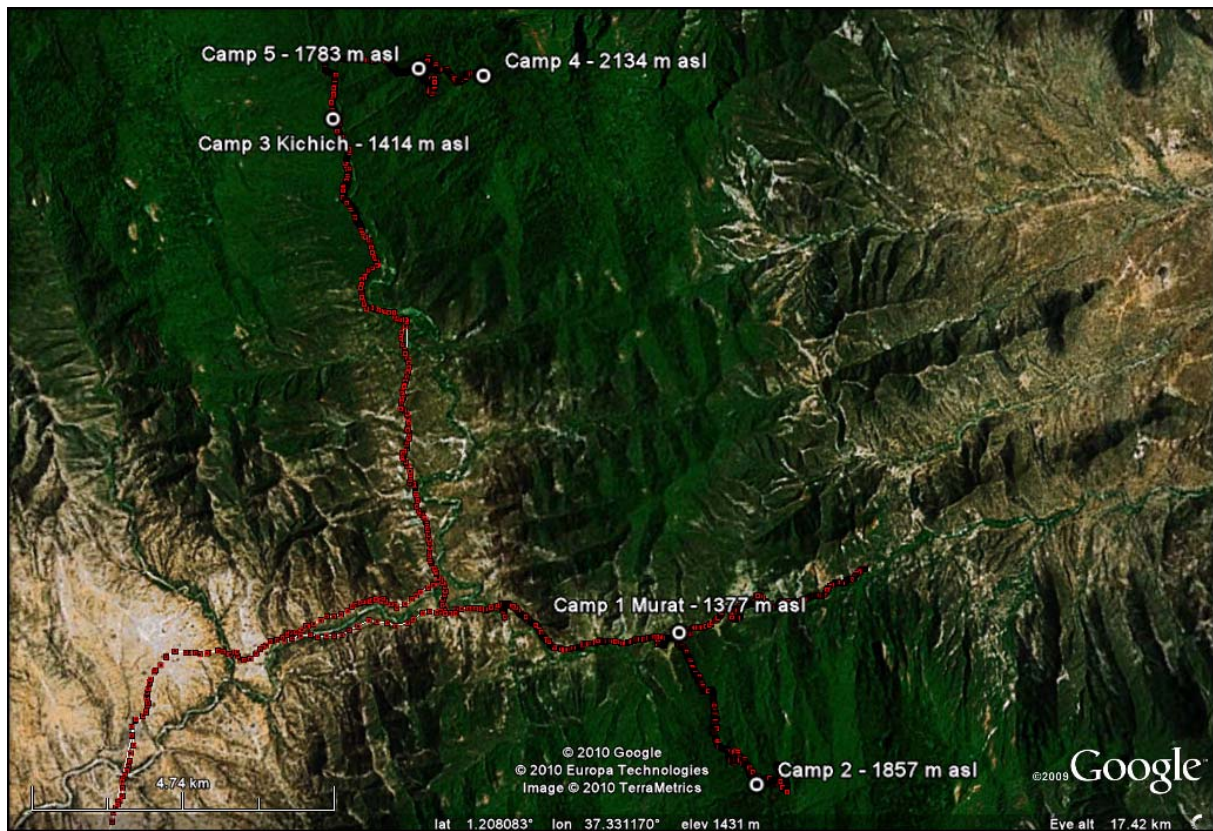 Camp 5 - 1783 m asl
Camp 4 - 2134 m asl
Camp 3 Kichich - 1414 m asl
Camp 1 Murat - 1377 m asl
Camp 2 - 1857 m asl
4.74 km
© 2010 Google
© 2010 Europa Technologies
Image © 2010 TerraMetrics
©2009 Google™
lat 1.208083° lon 37.331170° elev 1431 m
Eye alt 17.42 km